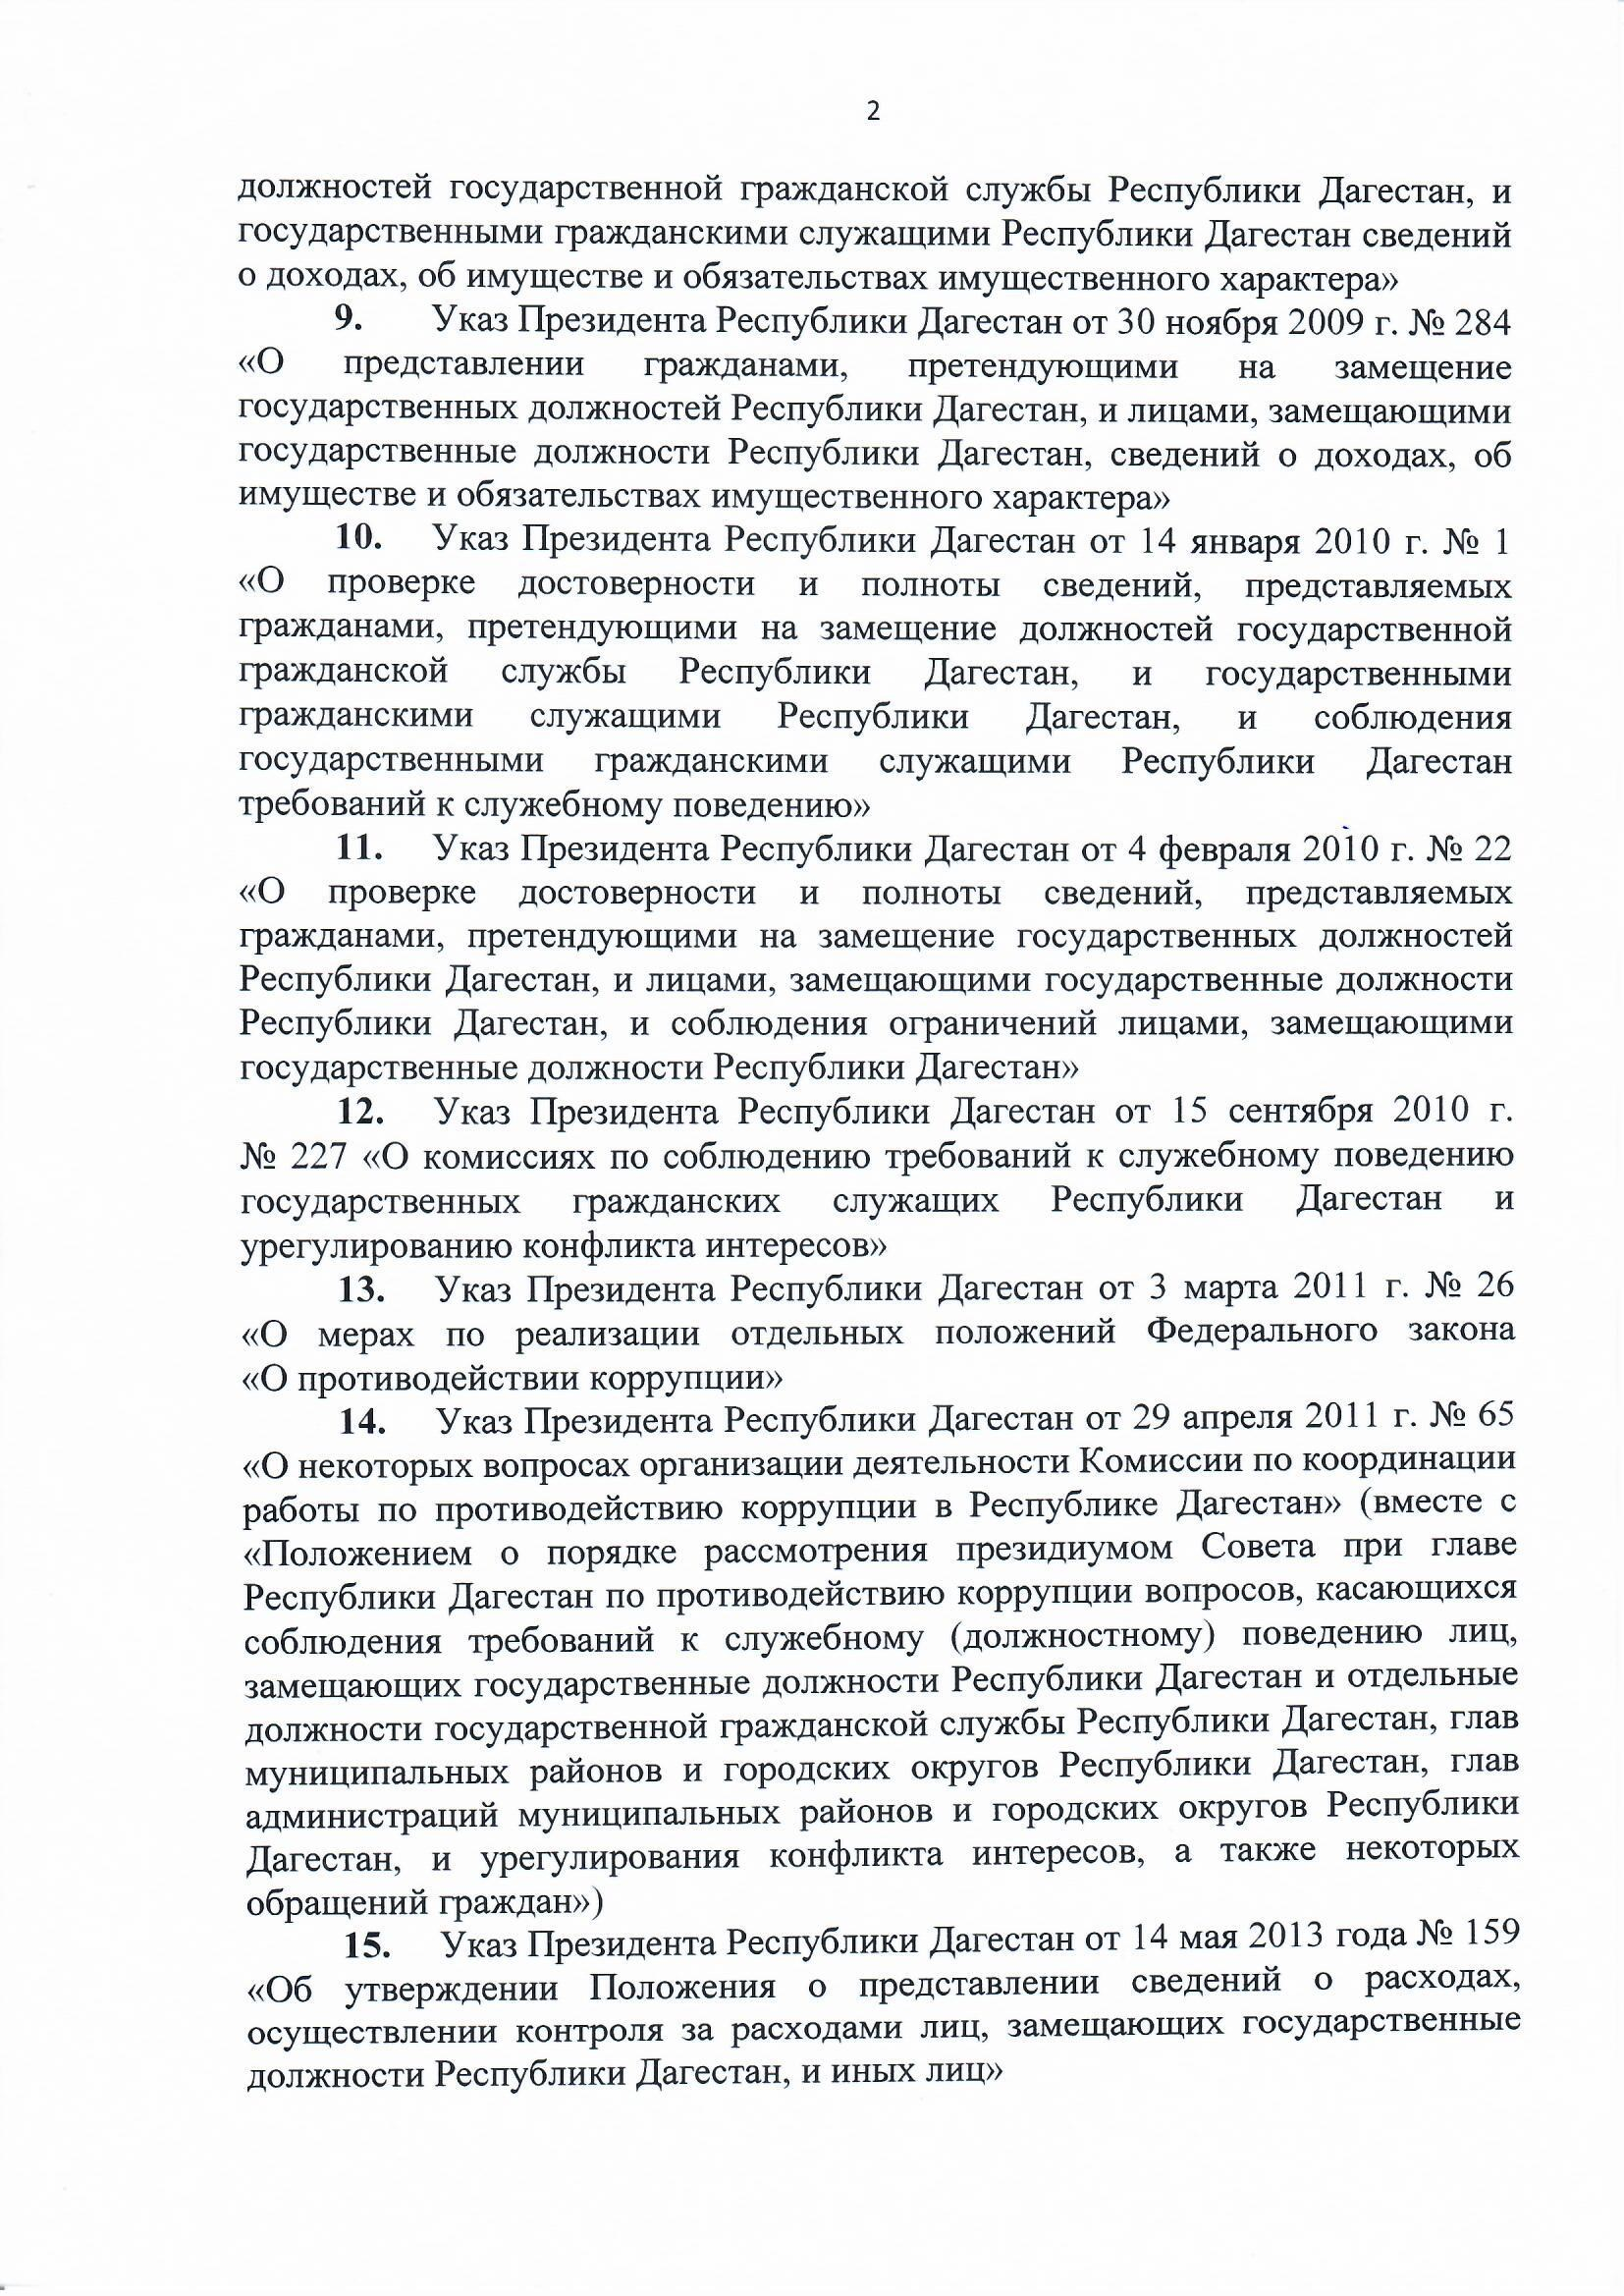 2
должностей государственной гражданской службы Республики Дагестан, и
государственными гражданскими служащими Республики Дагестан сведений
о доходах, об имуществе и обязательствах имущественного характера»
9. Указ Президента Республики Дагестан от 30 ноября 2009 г. № 284
«О представлении гражданами, претендующими на замещение
государственных должностей Республики Дагестан, и лицами, замещающими
государственные должности Республики Дагестан, сведений о доходах, об
имуществе и обязательствах имущественного характера»
10. Указ Президента Республики Дагестан от 14 января 2010 г. № 1
«О проверке достоверности и полноты сведений, представляемых
гражданами, претендующими на замещение должностей государственной
гражданской службы Республики Дагестан, и государственными
гражданскими служащими Республики Дагестан, и соблюдения
государственными гражданскими служащими Республики Дагестан
требований к служебному поведению»
11. Указ Президента Республики Дагестан от 4 февраля 2010 г. № 22
«О проверке достоверности и полноты сведений, представляемых
гражданами, претендующими на замещение государственных должностей
Республики Дагестан, и лицами, замещающими государственные должности
Республики Дагестан, и соблюдения ограничений лицами, замещающими
государственные должности Республики Дагестан»
12. Указ Президента Республики Дагестан от 15 сентября 2010 г.
№ 227 «О комиссиях по соблюдению требований к служебному поведению
государственных гражданских служащих Республики Дагестан и
урегулированию конфликта интересов»
13. Указ Президента Республики Дагестан от 3 марта 2011 г. № 26
«О мерах по реализации отдельных положений Федерального закона
«О противодействии коррупции»
14. Указ Президента Республики Дагестан от 29 апреля 2011 г. № 65
«О некоторых вопросах организации деятельности Комиссии по координации
работы по противодействию коррупции в Республике Дагестан» (вместе с
«Положением о порядке рассмотрения президиумом Совета при главе
Республики Дагестан по противодействию коррупции вопросов, касающихся
соблюдения требований к служебному (должностному) поведению лиц,
замещающих государственные должности Республики Дагестан и отдельные
должности государственной гражданской службы Республики Дагестан, глав
муниципальных районов и городских округов Республики Дагестан, глав
администраций муниципальных районов и городских округов Республики
Дагестан, и урегулирования конфликта интересов, а также некоторых
обращений граждан»)
15. Указ Президента Республики Дагестан от 14 мая 2013 года № 159
«Об утверждении Положения о представлении сведений о расходах,
осуществлении контроля за расходами лиц, замещающих государственные
должности Республики Дагестан, и иных лиц»